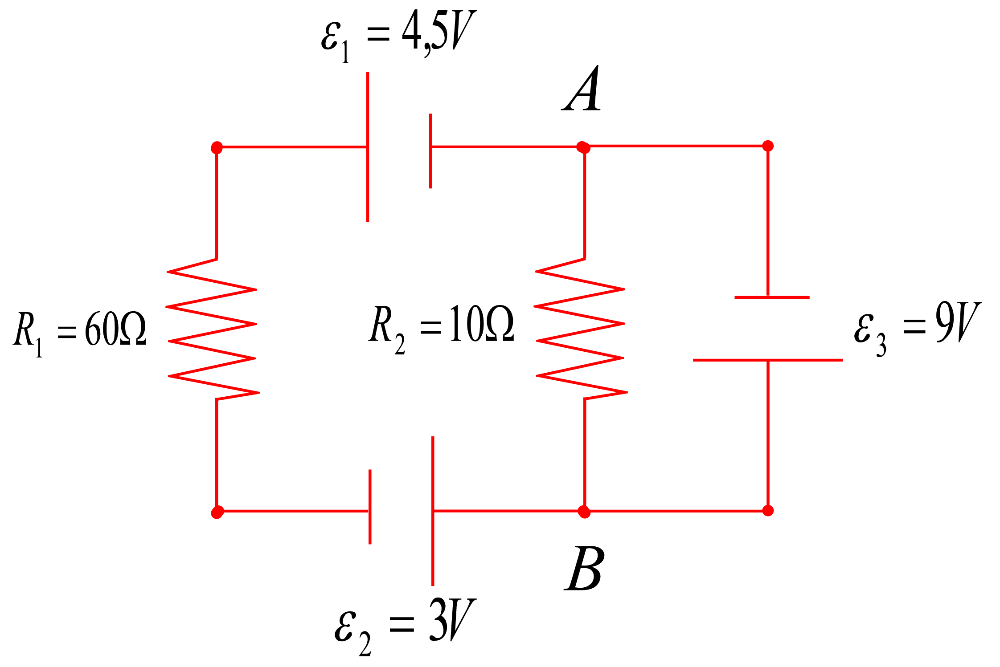 ε₁ = 4,5V
A
R₁ = 60Ω
R₂ = 10Ω
ε₃ = 9V
B
ε₂ = 3V